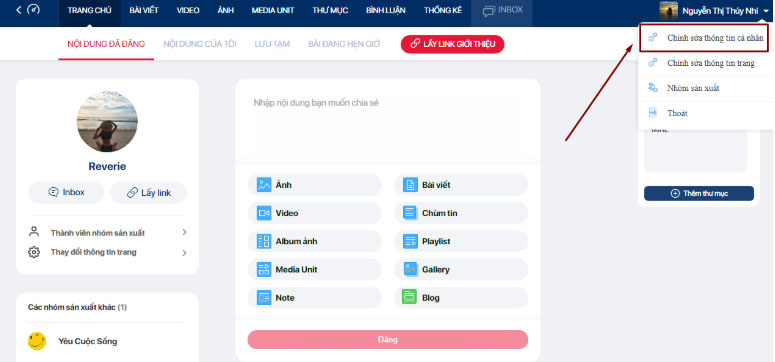 TRANG CHỦ BÀI VIẾT VIDEO ẢNH MEDIA UNIT THƯ MỤC BÌNH LUẬN THỐNG KÊ INBOX Nguyễn Thị Thúy Nhi
NỘI DUNG ĐÃ ĐĂNG NỘI DUNG CỦA TÔI LƯU TẠM BÀI ĐANG HẸN GIỜ LẤY LINK GIỚI THIỆU
Chỉnh sửa thông tin cá nhân
Chỉnh sửa thông tin trang
Nhóm sản xuất
Thoát
Reverie
Inbox Lấy link
Thành viên nhóm sản xuất
Thay đổi thông tin trang
Các nhóm sản xuất khác (1)
Yêu Cuộc Sống
Nhập nội dung bạn muốn chia sẻ
Ảnh Bài viết
Video Chùm tin
Album ảnh Playlist
Media Unit Gallery
Note Blog
Đăng
Thêm thư mục